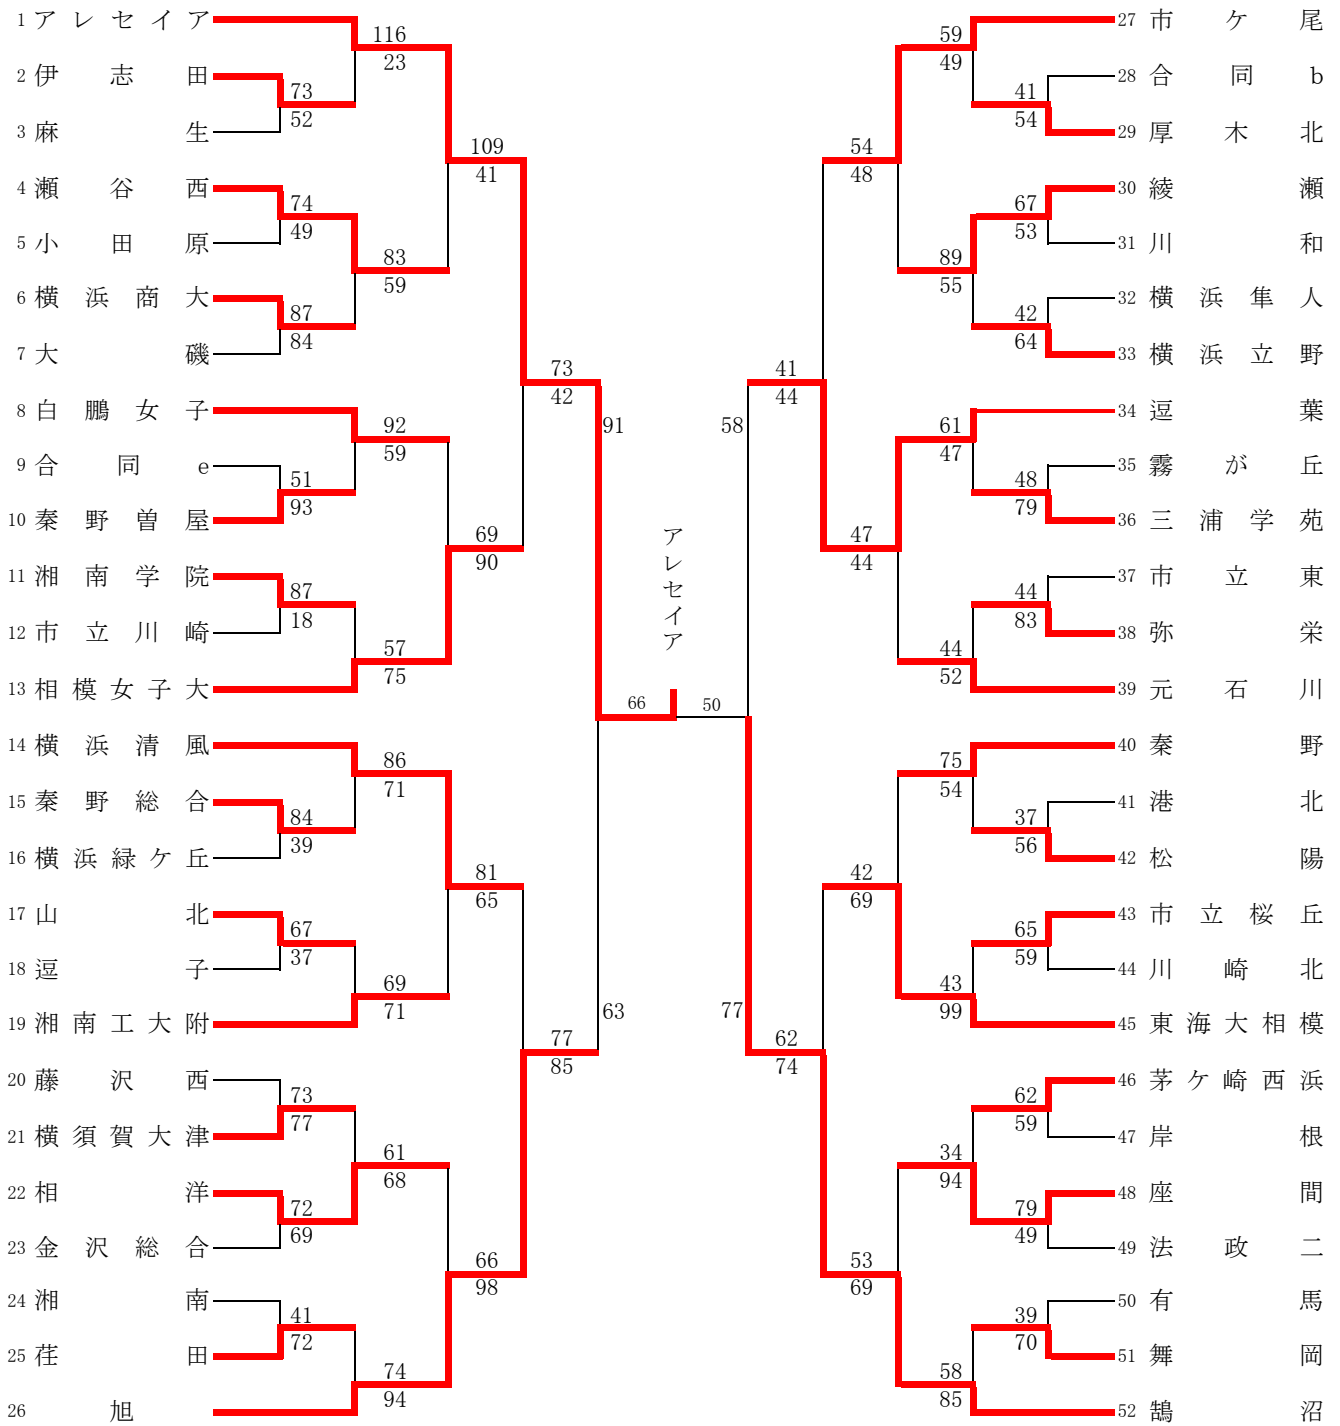 1 アレセイア
2 伊志田
3 麻生
4 瀬谷西
5 小田原
6 横浜商大
7 大磯
8 白鵬女子
9 合同e
10 秦野曽屋
11 湘南学院
12 市立川崎
13 相模女子大
14 横浜清風
15 秦野総合
16 横浜緑ケ丘
17 山北
18 逗子
19 湘南工大附
20 藤沢西
21 横須賀大津
22 相洋
23 金沢総合
24 湘南
25 荏田
26 旭
116
23
73
52
109
41
74
49
83
59
87
84
73
42
91
92
59
51
93
69
90
87
18
57
75
アレセイア
66
50
86
71
84
39
81
65
67
37
69
71
63
77
85
73
77
61
68
72
69
66
98
41
72
74
94
59
49
41
54
54
48
67
53
89
55
42
64
41
44
58
61
47
48
79
47
44
44
83
44
52
75
54
37
56
42
69
65
59
43
99
77
62
74
62
59
34
94
79
49
53
69
39
70
58
85
27 市ケ尾
28 合同b
29 厚木北
30 綾瀬
31 川和
32 横浜隼人
33 横浜立野
34 逗葉
35 霧が丘
36 三浦学苑
37 市立東
38 弥栄
39 元石川
40 秦野
41 港北
42 松陽
43 市立桜丘
44 川崎北
45 東海大相模
46 茅ケ崎西浜
47 岸根
48 座間
49 法政二
50 有馬
51 舞岡
52 鵠沼